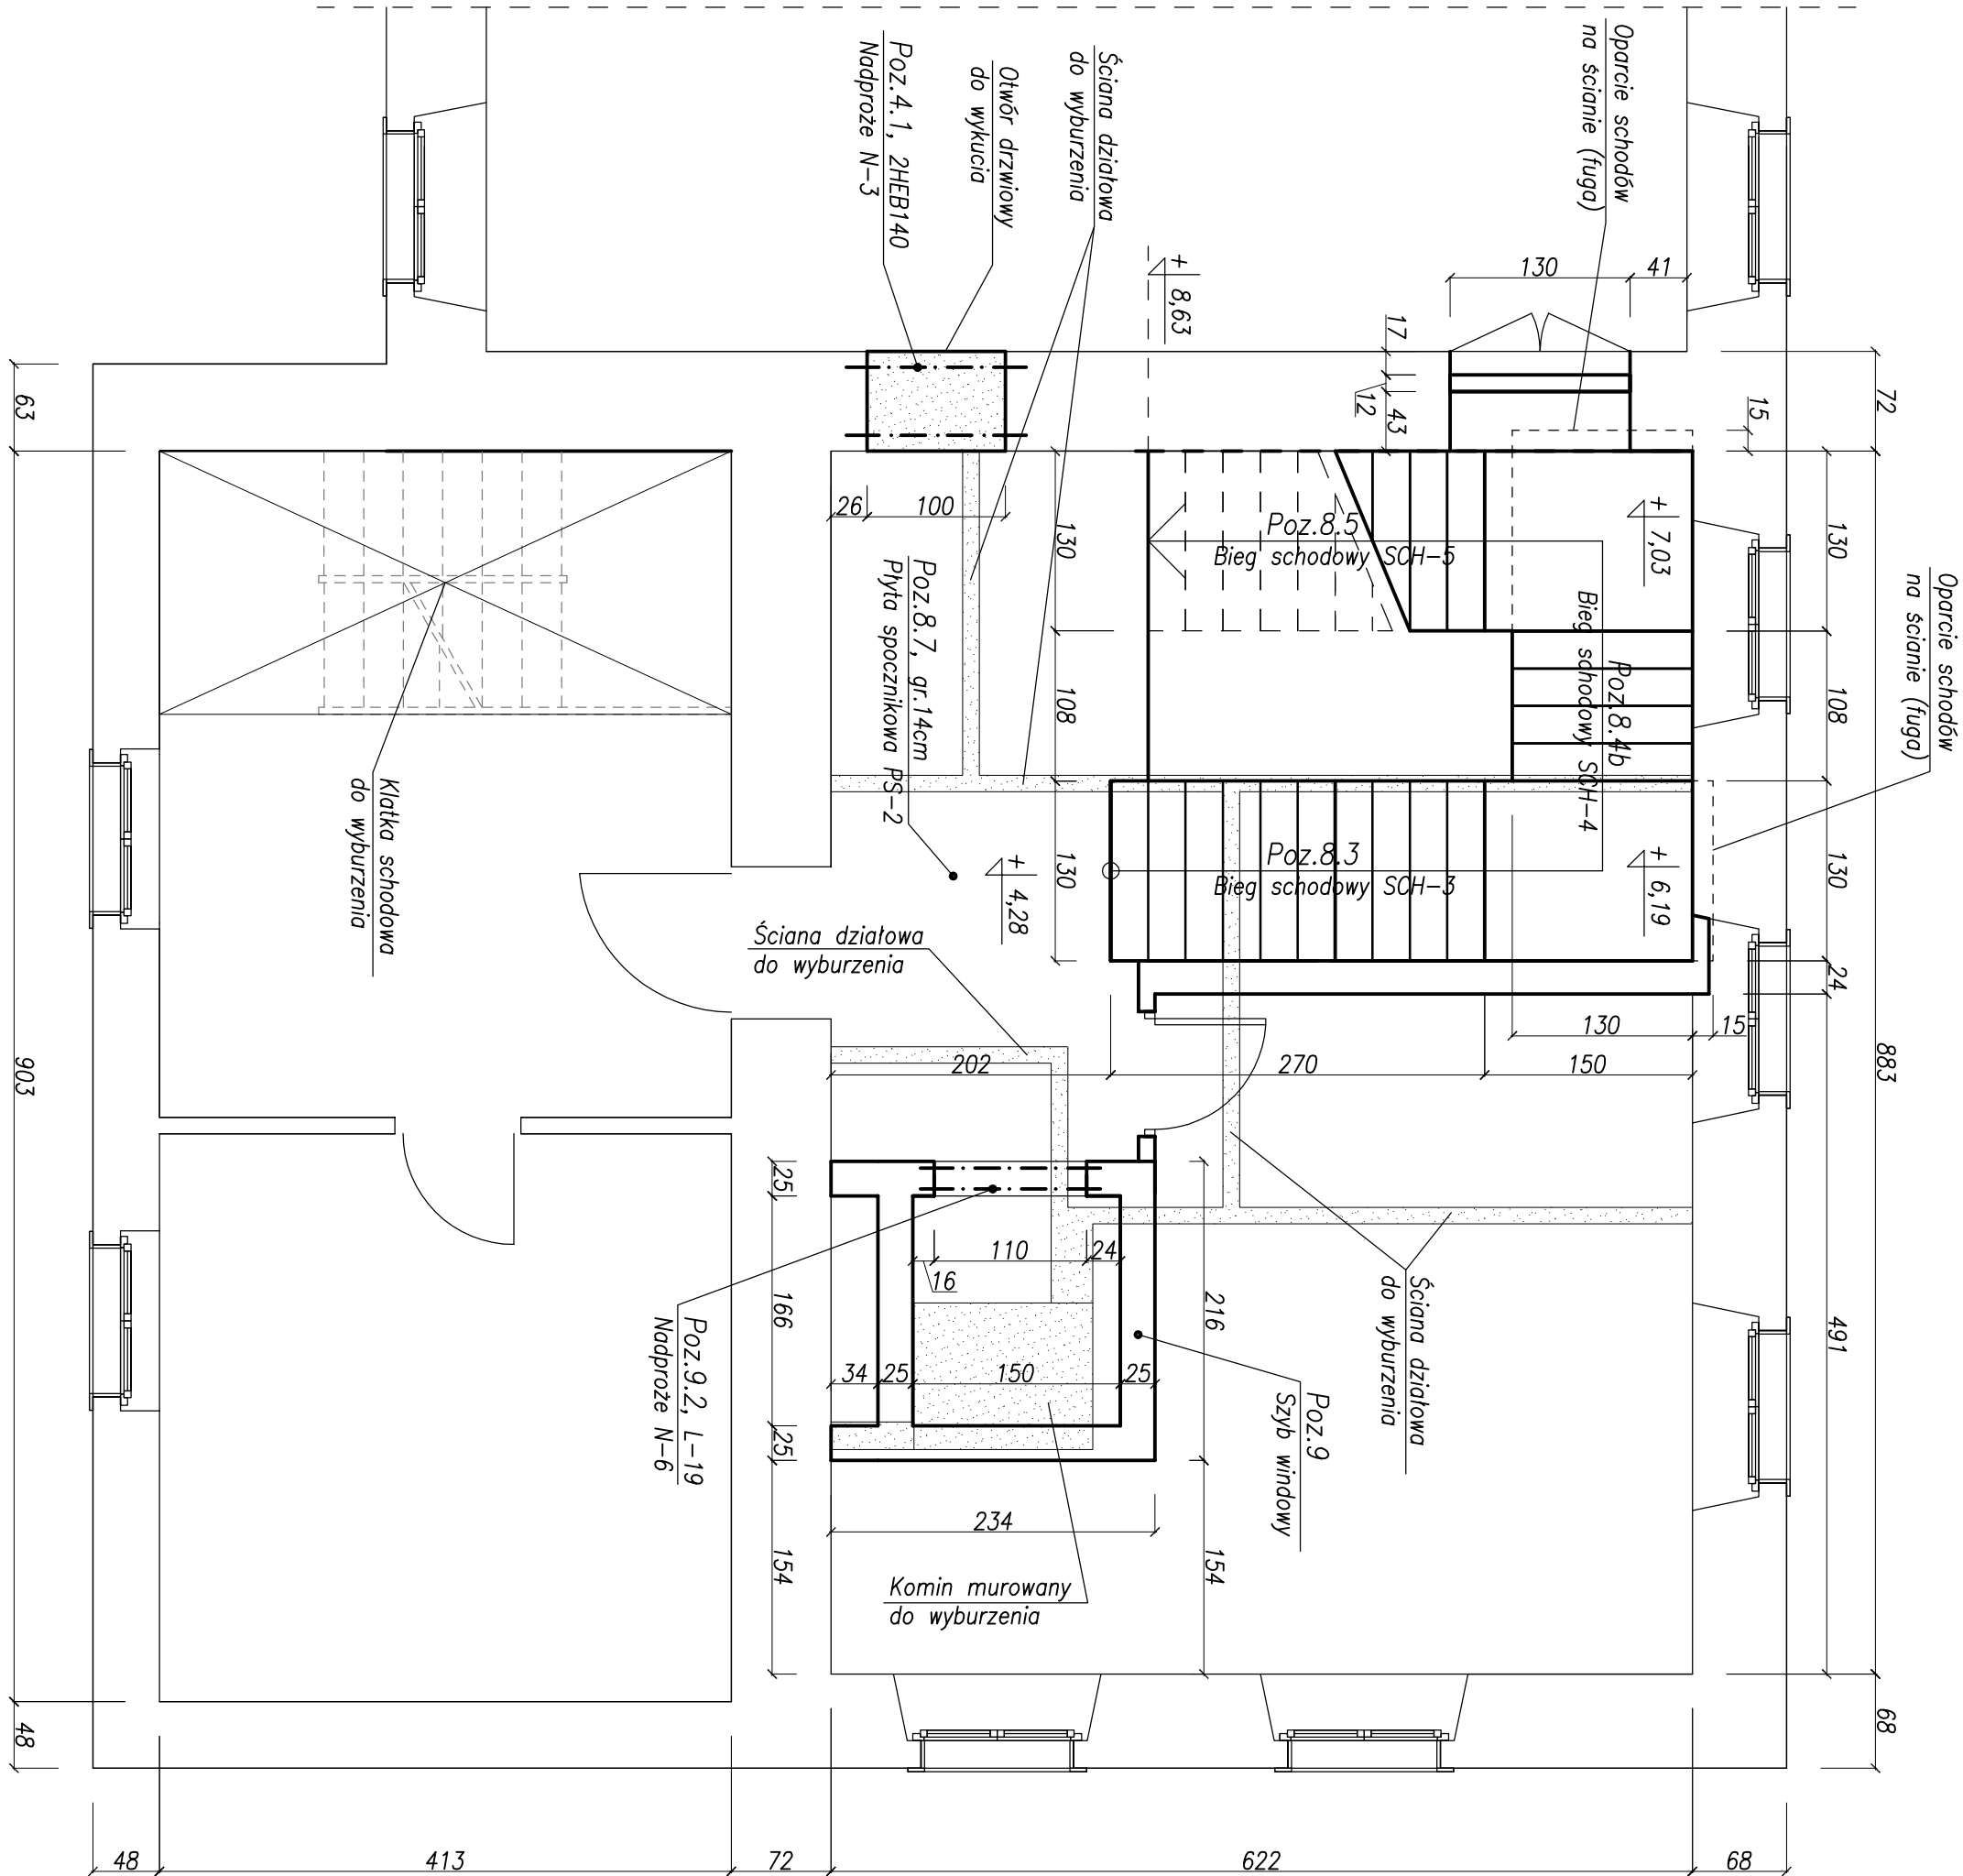 Oparcie schodów
na ścianie (fuga)
Ściana działowa
do wyburzenia
Otwór drzwiowy
do wykucia
Poz.4.1, 2HEB140
Nadproże N-3
+ 8,63
130
41
17
12
43
15
72
63
26
100
130
108
130
Poz.8.5
Bieg schodowy SCH-5
+ 7,03
Poz.8.4b
Bieg schodowy SCH-4
130
108
130
24
Oparcie schodów
na ścianie (fuga)
Poz.8.7, gr.14cm
Płyta spocznikowa PS-2
Klatka schodowa
do wyburzenia
+ 4,28
Poz.8.3
Bieg schodowy SCH-3
+ 6,19
Ściana działowa
do wyburzenia
130
15
202
270
150
883
903
25
166
25
154
110
24
16
34
25
150
25
216
154
491
Poz.9.2, L-19
Nadproże N-6
Poz.9
Szyb windowy
Ściana działowa
do wyburzenia
234
Komin murowany
do wyburzenia
68
48
48
413
72
622
68